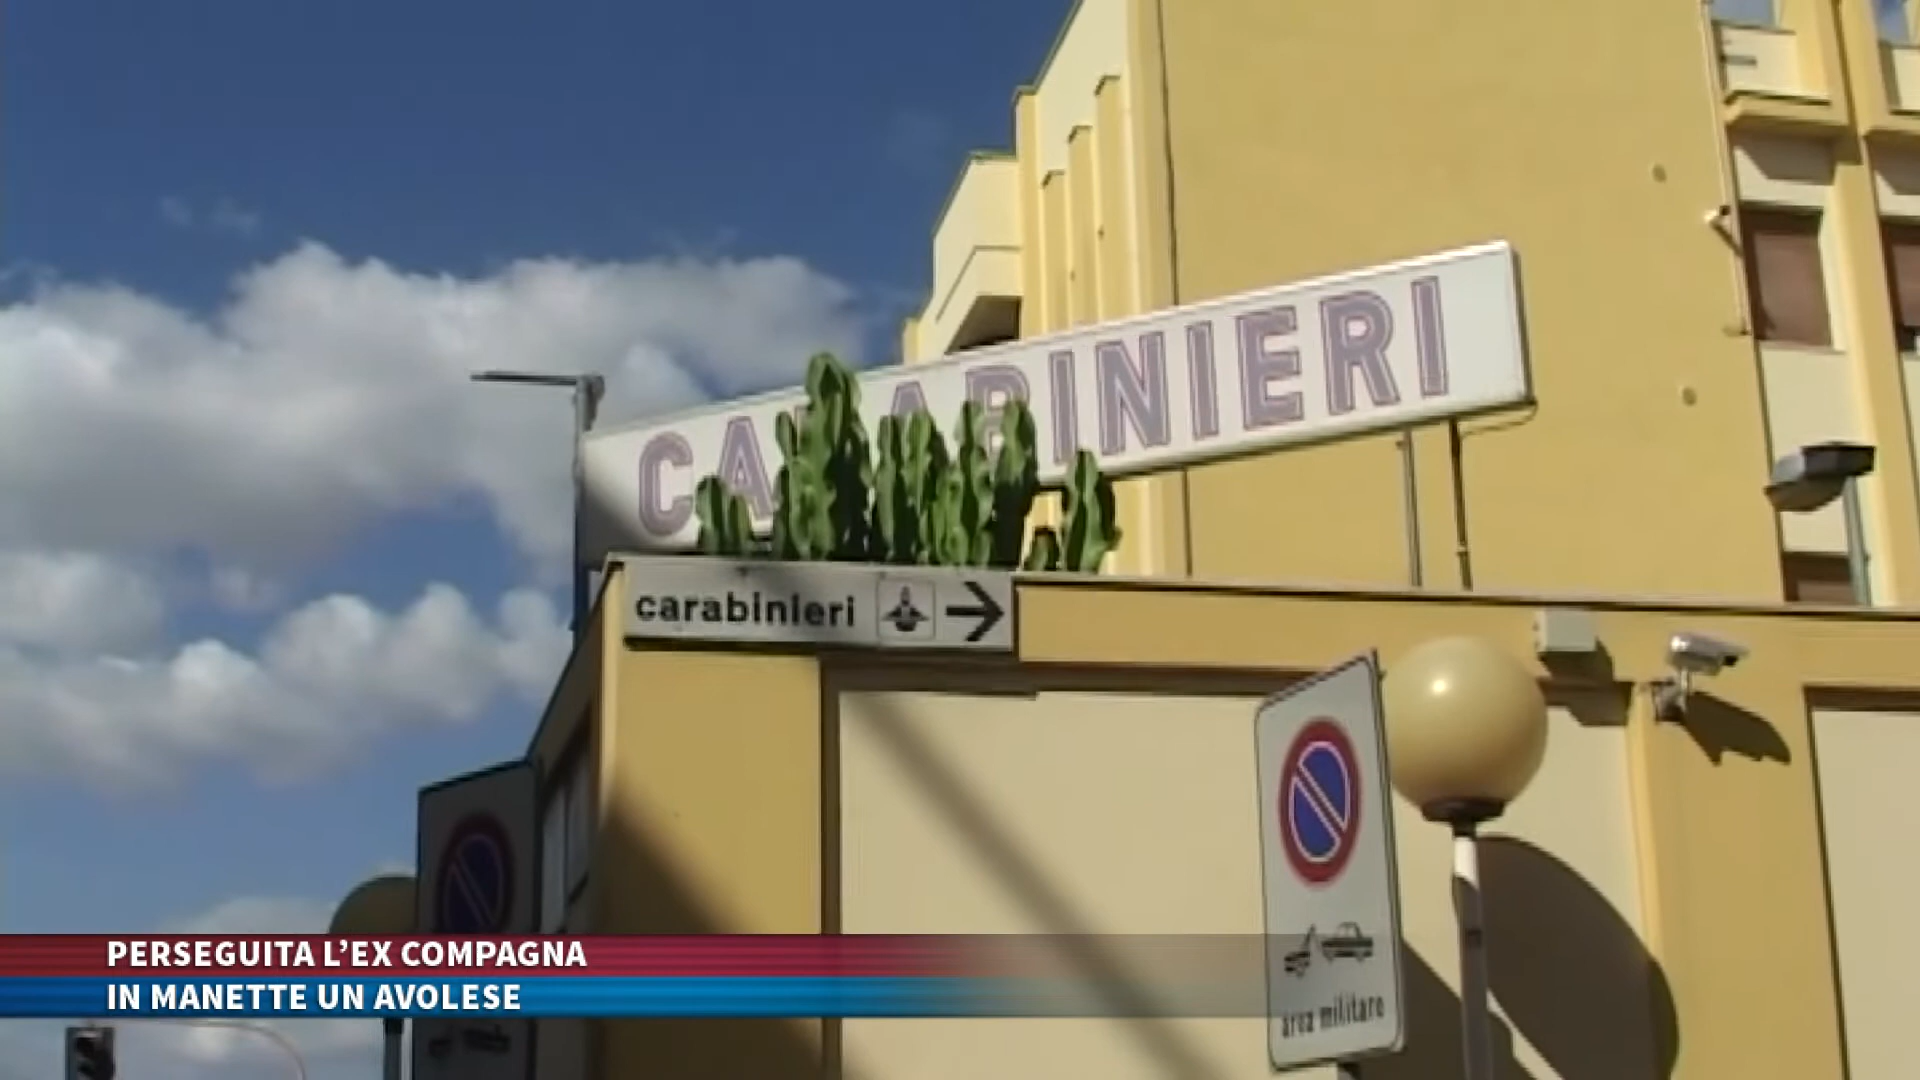 CARABINIERI
carabinieri
area militare
PERSEGUITA L’EX COMPAGNA
IN MANETTE UN AVOLESE